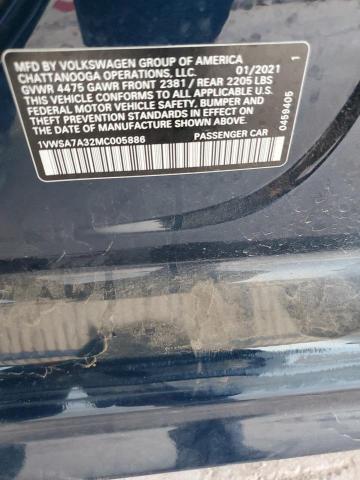 MFD BY VOLKSWAGEN GROUP OF AMERICA
CHATTANOOGA OPERATIONS, LLC. 01/2021 1
GVWR 4475 GAWR FRONT 2381 / REAR 2205 LBS
THIS VEHICLE CONFORMS TO ALL APPLICABLE U.S.
FEDERAL MOTOR VEHICLE SAFETY, BUMPER AND
THEFT PREVENTION STANDARDS IN EFFECT ON
THE DATE OF MANUFACTURE SHOWN ABOVE.
1VWSA7A32MC005886 PASSENGER CAR
0459405